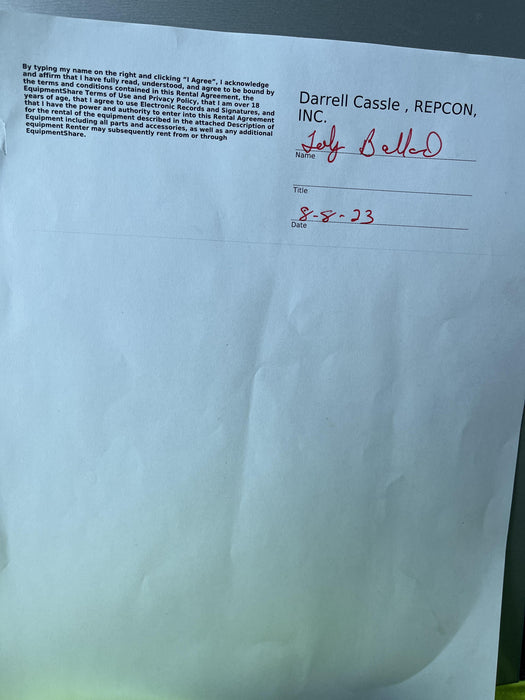 By typing my name on the right and clicking "I Agree", I acknowledge
and affirm that I have fully read, understood, and agree to be bound by
the terms and conditions contained in this Rental Agreement, the
EquipmentShare Terms of Use and Privacy Policy, that I am over 18
years of age, that I agree to use Electronic Records and Signatures, and
that I have the power and authority to enter into this Rental Agreement
for the rental of the equipment described in the attached Description of
Equipment including all parts and accessories, as well as any additional
equipment Renter may subsequently rent from or through
EquipmentShare.
Darrell Cassle , REPCON,
INC.
Name
Title
8-8-23
Date